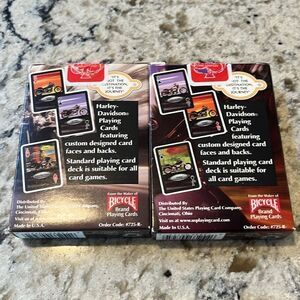 IT'S
NOT THE
DESTINATION,
IT'S THE
JOURNEY!
Harley-
Davidson®
Playing
Cards
featuring
custom designed card
faces and backs.
Standard playing card
deck is suitable for all
card games.
Distributed By
The United States Playing Card Company,
Cincinnati, Ohio
Visit us at
Made in U.S.A.
From the Maker of
BICYCLE
Brand
Playing Cards
Order Code: #725-R
IT'S
NOT THE
DESTINATION,
IT'S THE
JOURNEY!
Harley-
Davidson®
Playing
Cards
featuring
custom designed card
faces and backs.
Standard playing card
deck is suitable for all
card games.
Distributed By
The United States Playing Card Company,
Cincinnati, Ohio
Visit us at www.usplayingcard.com
Made in U.S.A.
From the Maker of
BICYCLE
Brand
Playing Cards
Order Code: #725-R